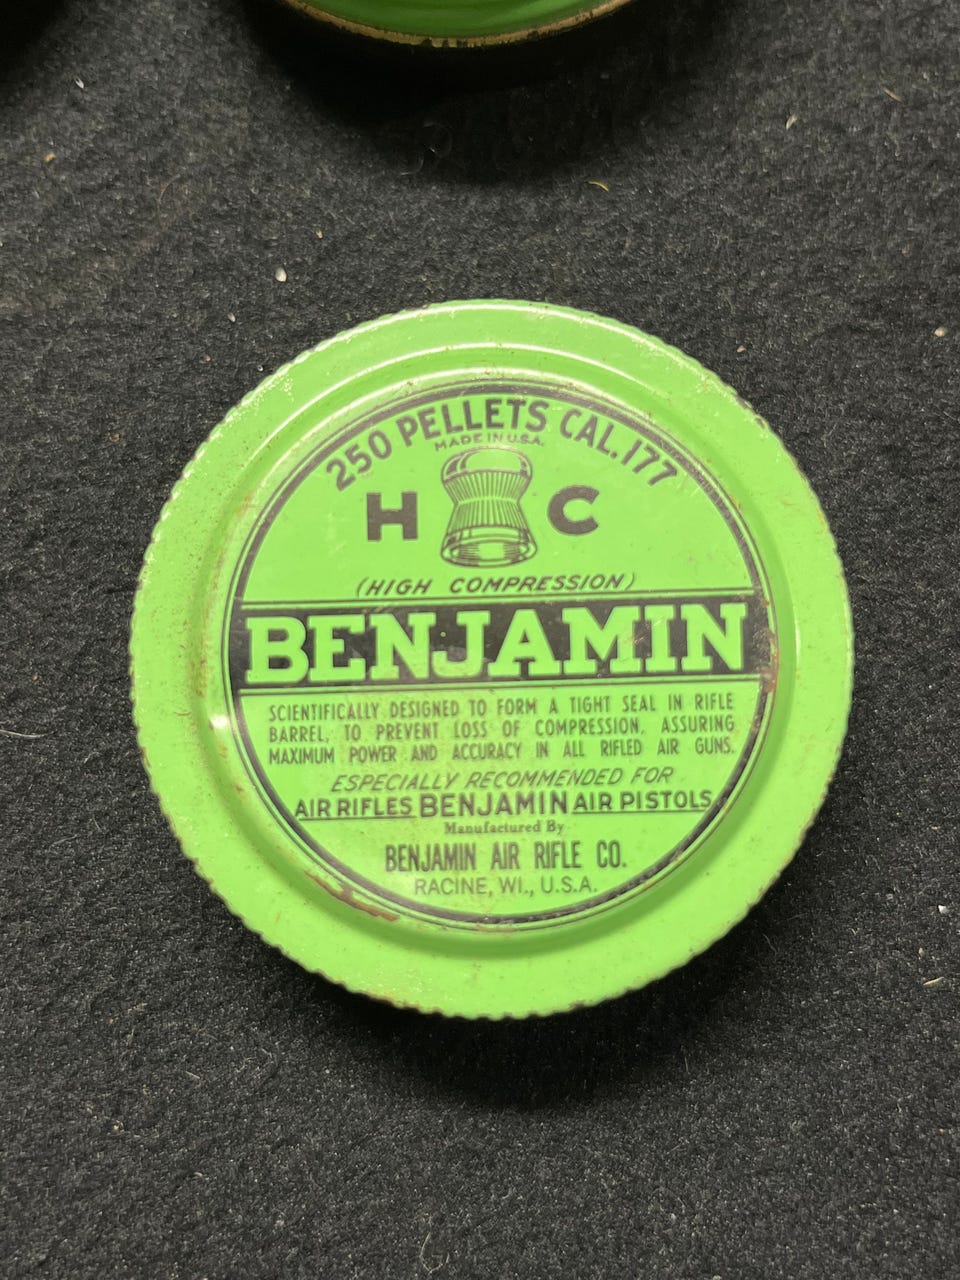 250 PELLETS CAL.177
MADE IN U.S.A.
H C
(HIGH COMPRESSION)
BENJAMIN
SCIENTIFICALLY DESIGNED TO FORM A TIGHT SEAL IN RIFLE
BARREL, TO PREVENT LOSS OF COMPRESSION, ASSURING
MAXIMUM POWER AND ACCURACY IN ALL RIFLED AIR GUNS.
ESPECIALLY RECOMMENDED FOR
AIR RIFLES BENJAMIN AIR PISTOLS
Manufactured By
BENJAMIN AIR RIFLE CO.
RACINE, WI., U.S.A.